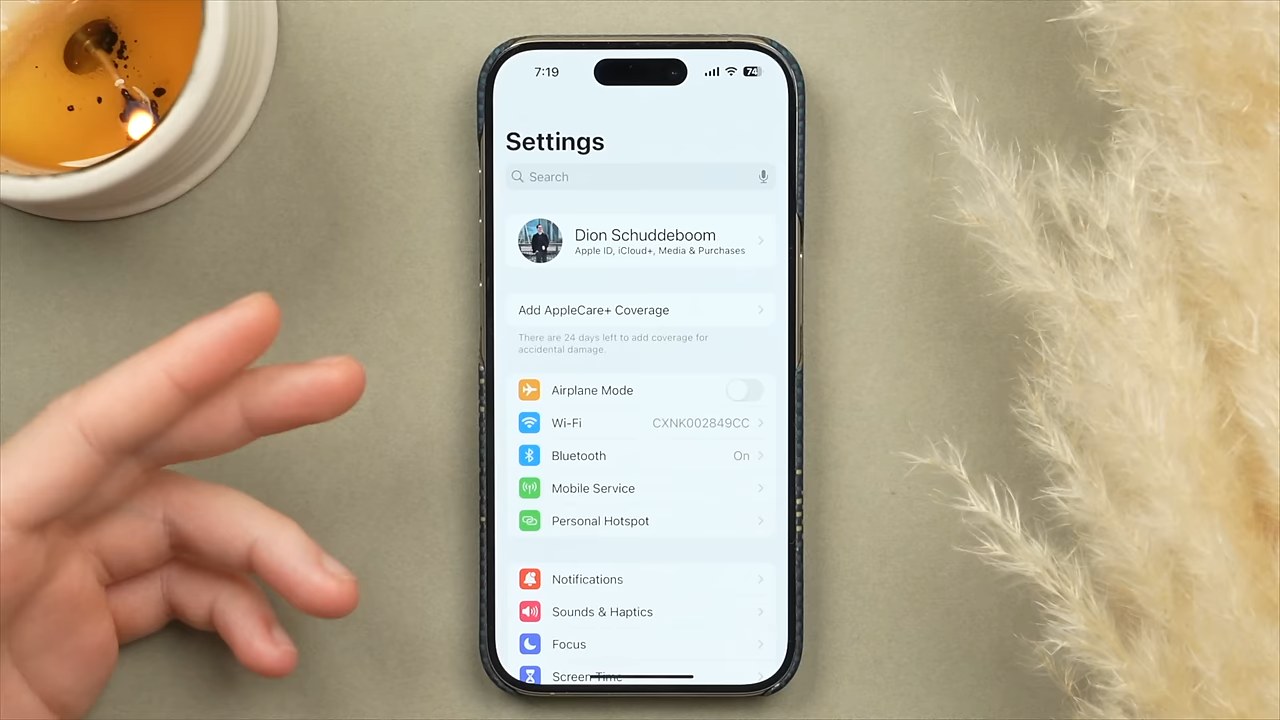 7:19
74
Settings
Search
Dion Schuddeboom
Apple ID, iCloud+, Media & Purchases
Add AppleCare+ Coverage
There are 24 days left to add coverage for
accidental damage.
Airplane Mode
Wi-Fi CXNK002849CC
Bluetooth On
Mobile Service
Personal Hotspot
Notifications
Sounds & Haptics
Focus
Screen Time